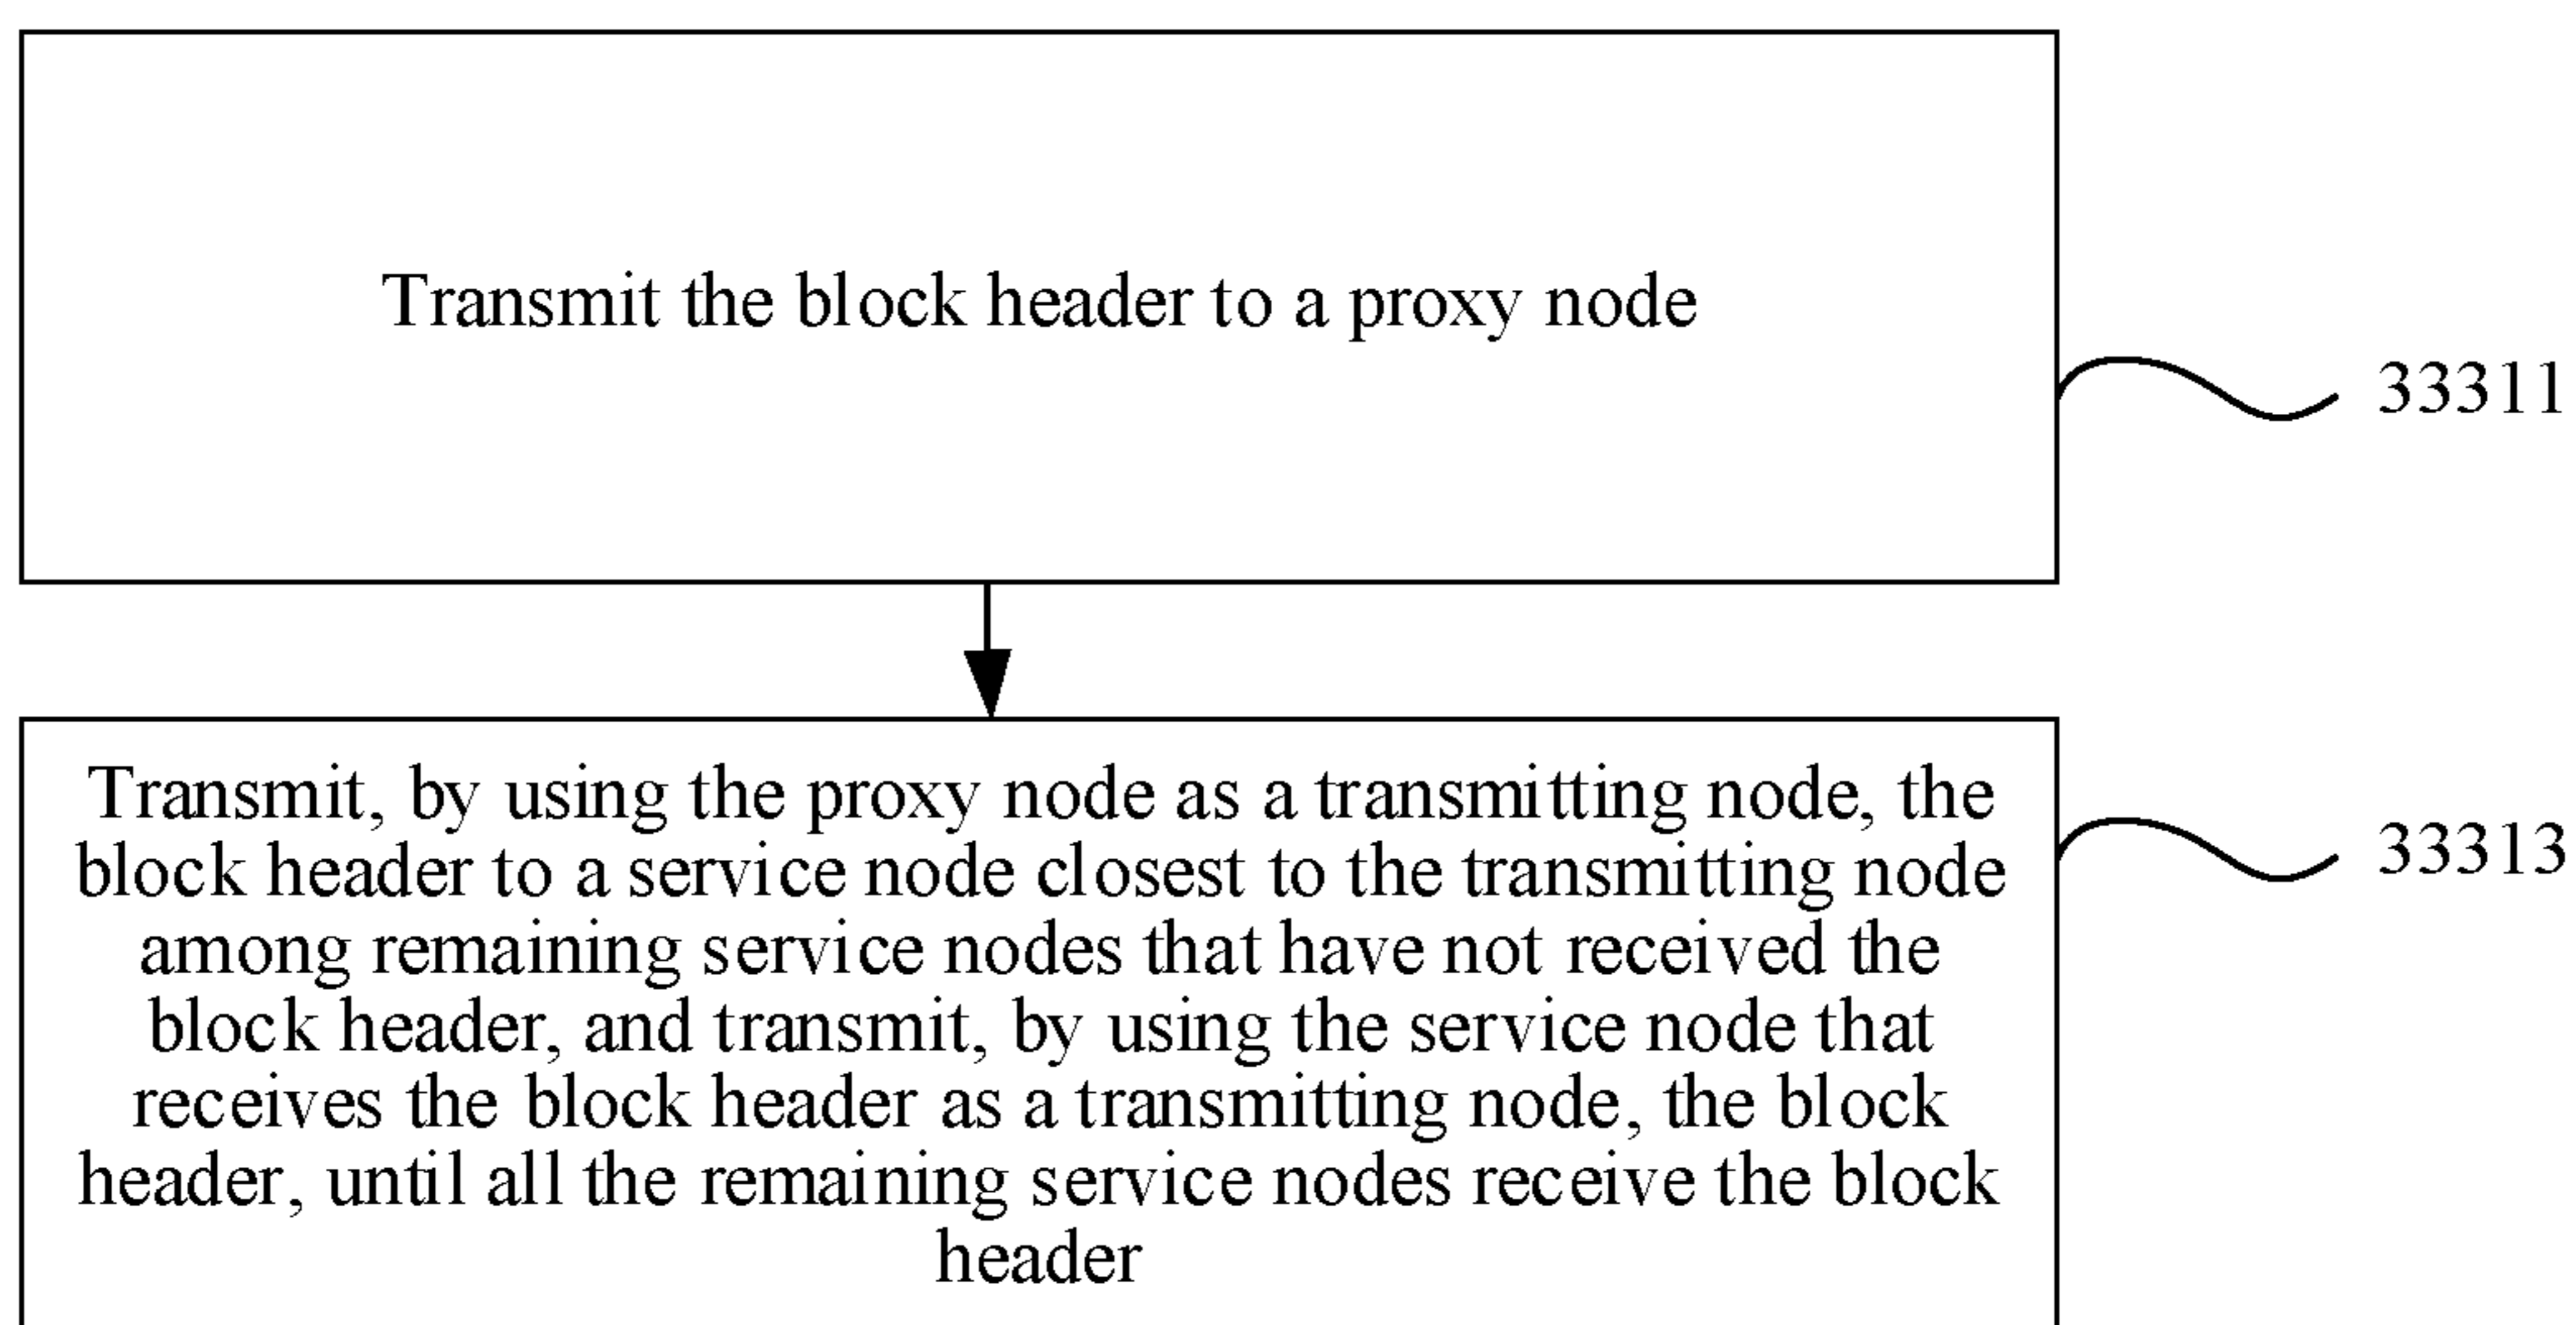 Transmit the block header to a proxy node
33311
Transmit, by using the proxy node as a transmitting node, the
block header to a service node closest to the transmitting node
among remaining service nodes that have not received the
block header, and transmit, by using the service node that
receives the block header as a transmitting node, the block
header, until all the remaining service nodes receive the block
header
33313